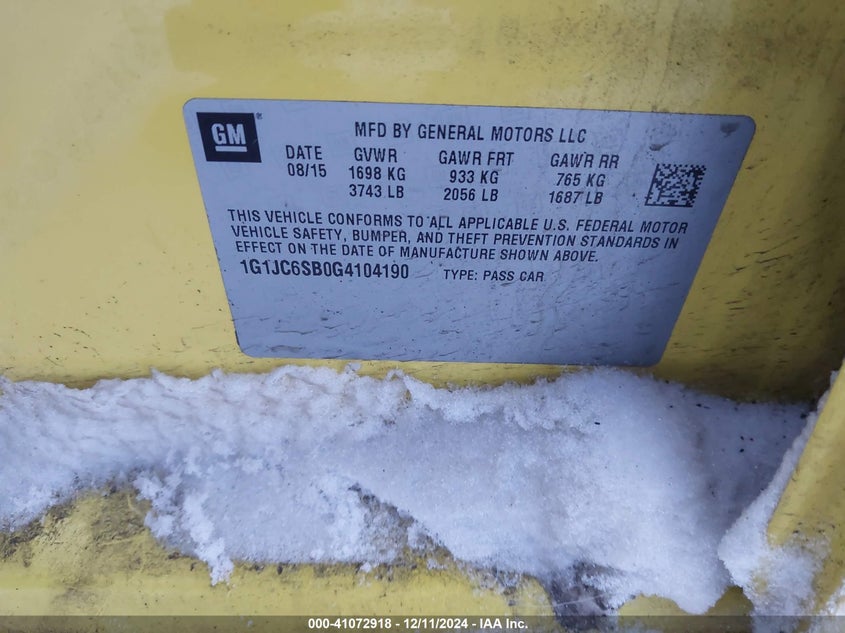 GM ®
MFD BY GENERAL MOTORS LLC
DATE GVWR GAWR FRT GAWR RR
08/15 1698 KG 933 KG 765 KG
3743 LB 2056 LB 1687 LB
THIS VEHICLE CONFORMS TO ALL APPLICABLE U.S. FEDERAL MOTOR
VEHICLE SAFETY, BUMPER, AND THEFT PREVENTION STANDARDS IN
EFFECT ON THE DATE OF MANUFACTURE SHOWN ABOVE.
1G1JC6SB0G4104190 TYPE: PASS CAR
000-41072918 - 12/11/2024 - IAA Inc.